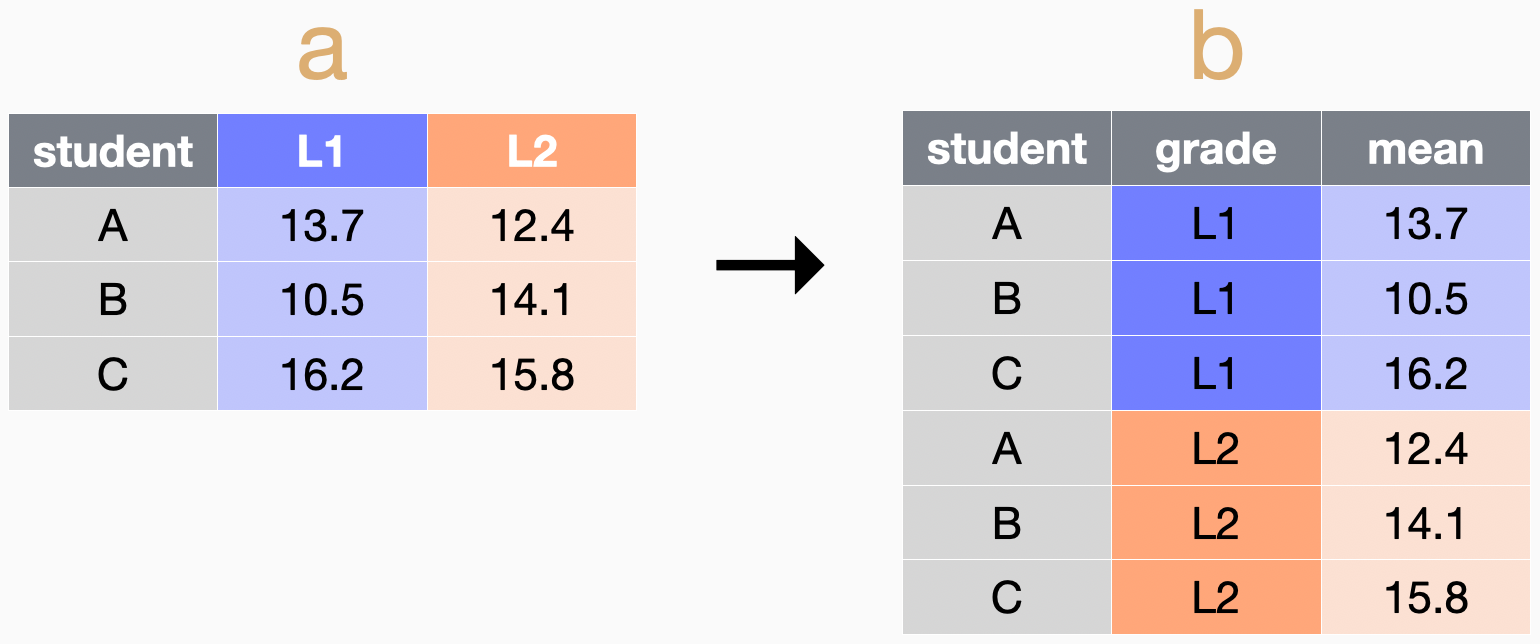 a
student L1 L2
A 13.7 12.4
B 10.5 14.1
C 16.2 15.8
b
student grade mean
A L1 13.7
B L1 10.5
C L1 16.2
A L2 12.4
B L2 14.1
C L2 15.8